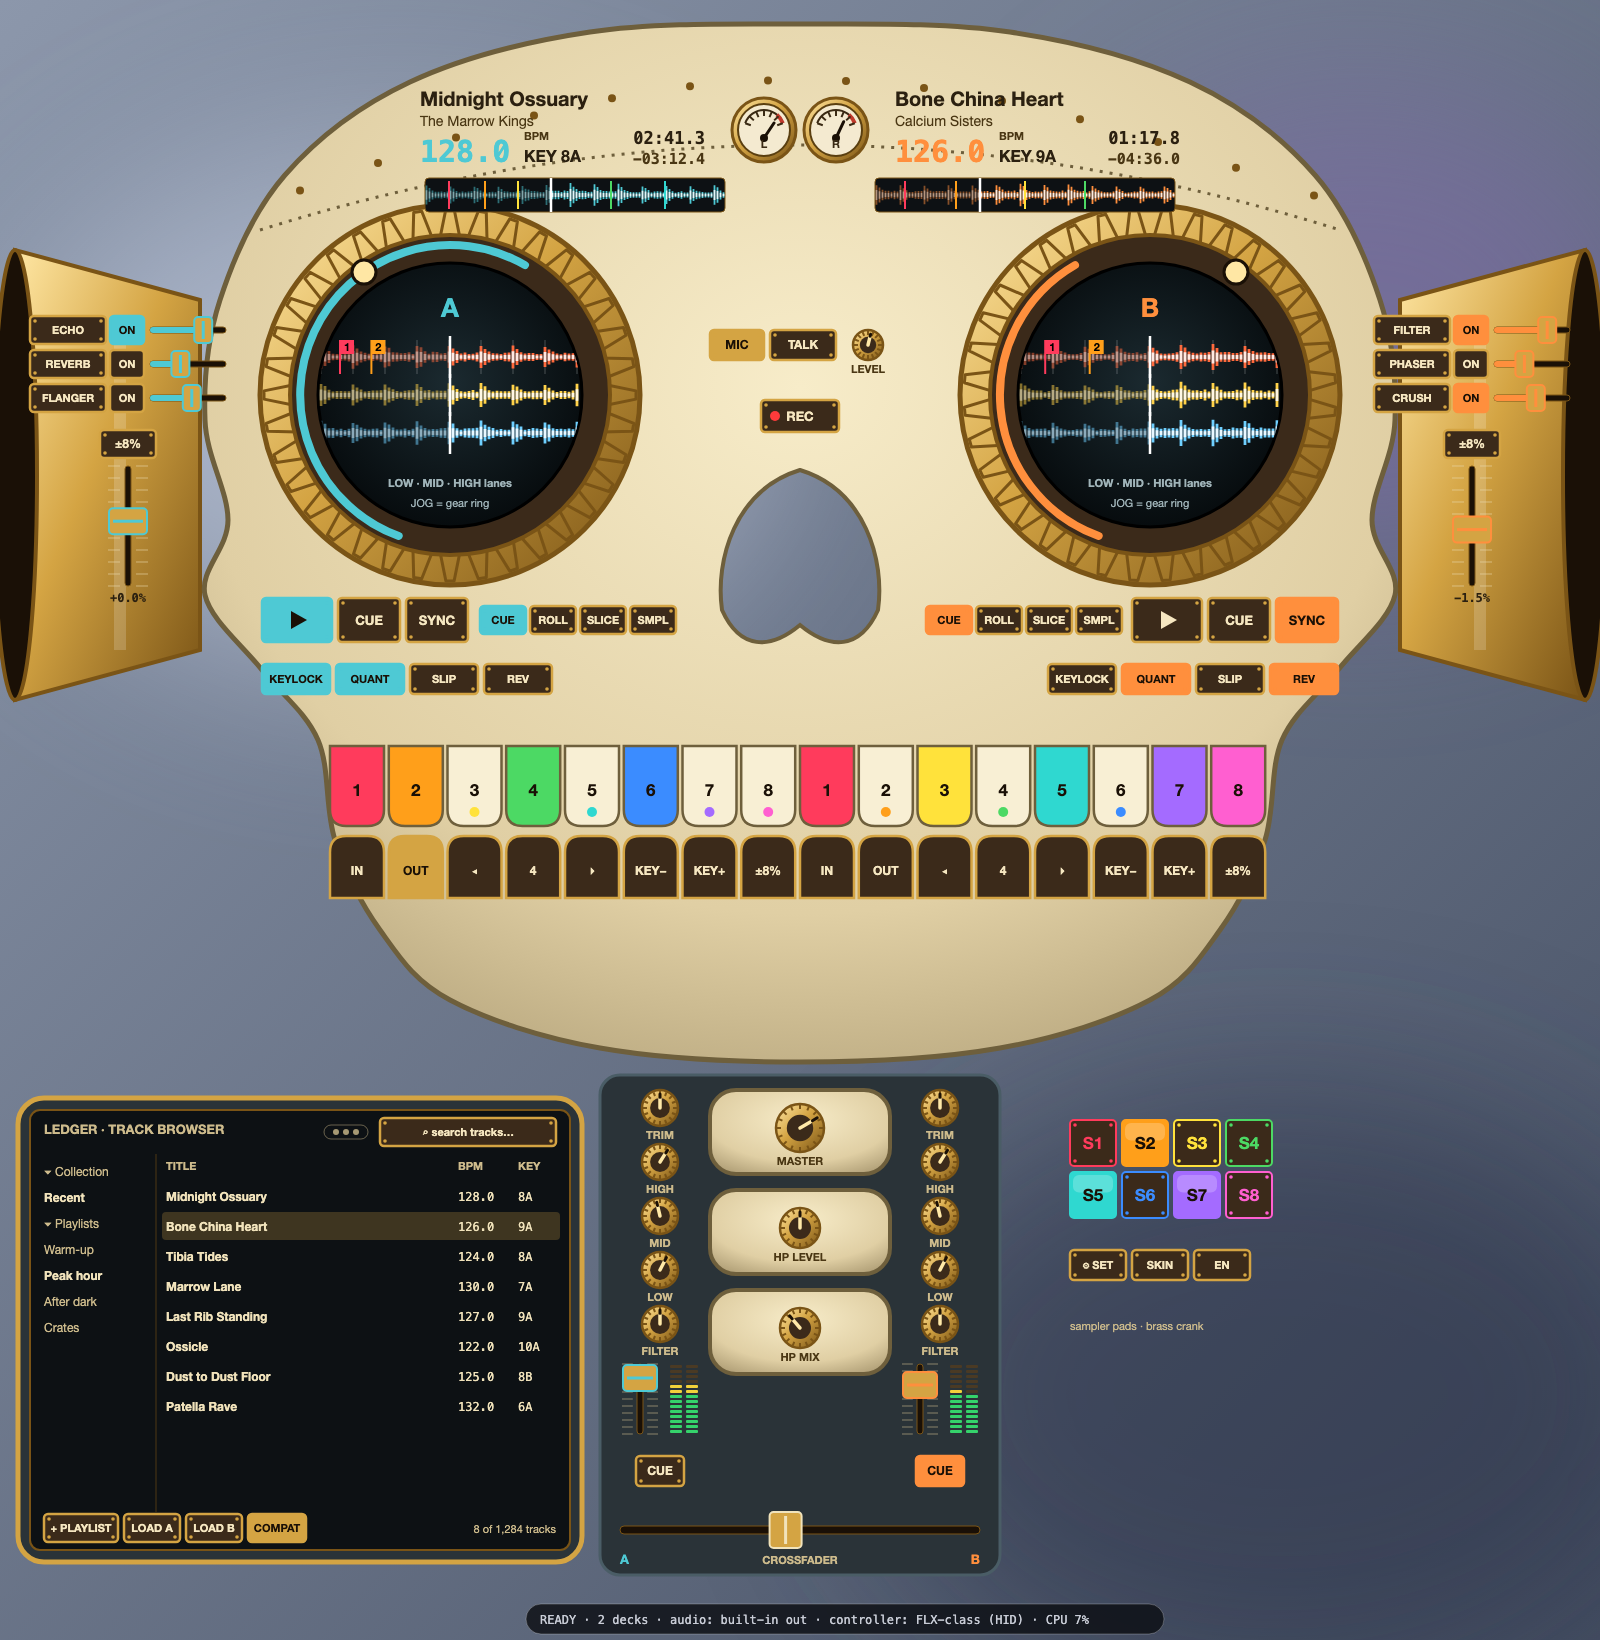 Midnight Ossuary
The Marrow Kings
128.0
BPM
KEY 8A
02:41.3
−03:12.4
L
R
Bone China Heart
Calcium Sisters
126.0
BPM
KEY 9A
01:17.8
−04:36.0
ECHO ON
REVERB ON
FLANGER ON
±8%
+0.0%
A
1 2
LOW · MID · HIGH lanes
JOG = gear ring
MIC TALK
LEVEL
REC
B
1 2
LOW · MID · HIGH lanes
JOG = gear ring
FILTER ON
PHASER ON
CRUSH ON
±8%
−1.5%
CUE SYNC CUE ROLL SLICE SMPL
KEYLOCK QUANT SLIP REV
CUE ROLL SLICE SMPL CUE SYNC
KEYLOCK QUANT SLIP REV
1 2 3 4 5 6 7 8 1 2 3 4 5 6 7 8
IN OUT ◂ 4 ▸ KEY− KEY+ ±8% IN OUT ◂ 4 ▸ KEY− KEY+ ±8%
LEDGER · TRACK BROWSER
⌕ search tracks...
▾ Collection
Recent
▾ Playlists
Warm-up
Peak hour
After dark
Crates
TITLE BPM KEY
Midnight Ossuary 128.0 8A
Bone China Heart 126.0 9A
Tibia Tides 124.0 8A
Marrow Lane 130.0 7A
Last Rib Standing 127.0 9A
Ossicle 122.0 10A
Dust to Dust Floor 125.0 8B
Patella Rave 132.0 6A
+ PLAYLIST LOAD A LOAD B COMPAT
8 of 1,284 tracks
TRIM
HIGH
MID
LOW
FILTER
CUE
MASTER
HP LEVEL
HP MIX
TRIM
HIGH
MID
LOW
FILTER
CUE
A CROSSFADER B
S1 S2 S3 S4
S5 S6 S7 S8
⚙ SET SKIN EN
sampler pads · brass crank
READY · 2 decks · audio: built-in out · controller: FLX-class (HID) · CPU 7%